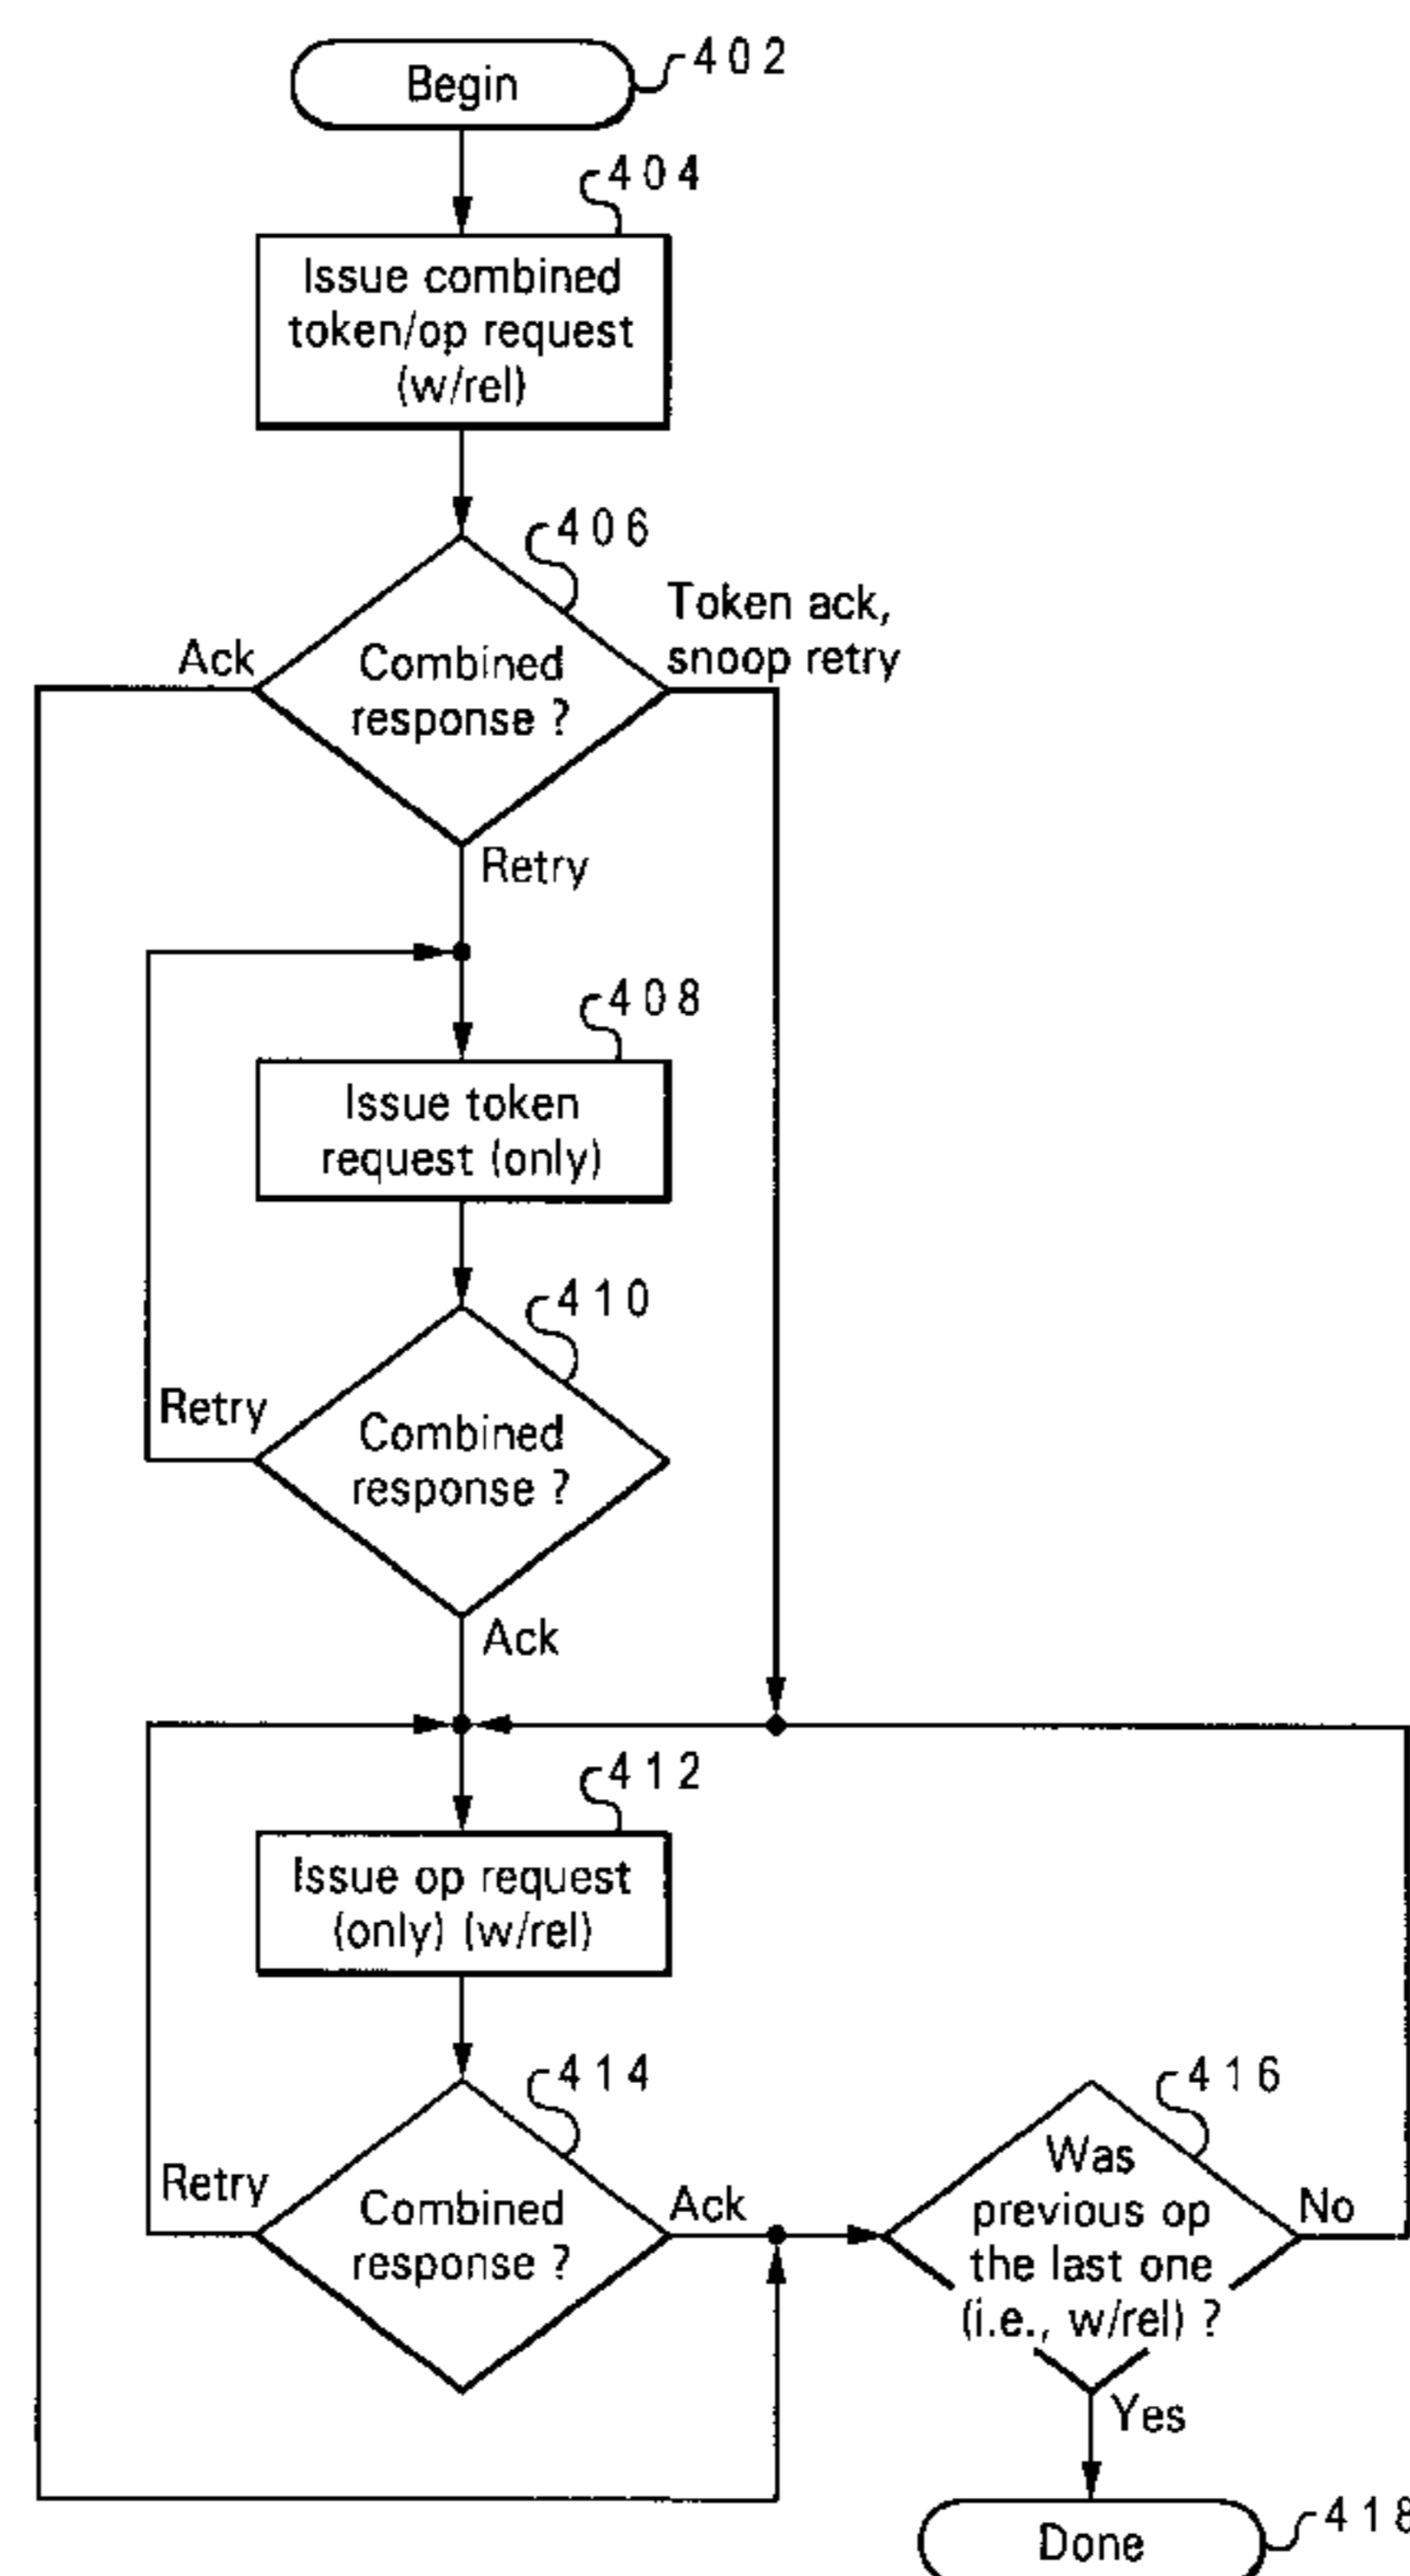 Begin
402
404
Issue combined
token/op request
(w/rel)
406
Token ack,
snoop retry
Ack
Combined
response ?
Retry
408
Issue token
request (only)
410
Retry
Combined
response ?
Ack
412
Issue op request
(only) (w/rel)
414
Retry
Combined
response ?
Ack
416
Was
previous op
the last one
(i.e., w/rel) ?
No
Yes
Done
418